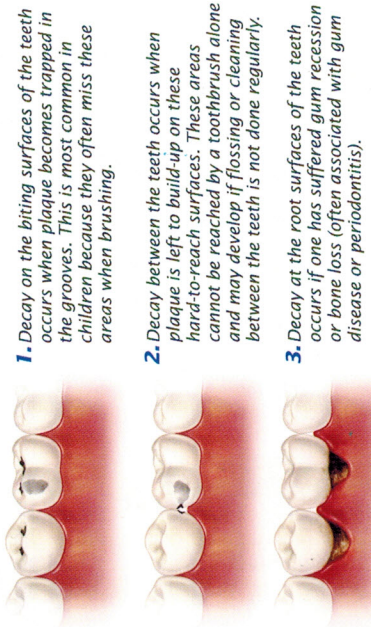 1. Decay on the biting surfaces of the teeth
occurs when plaque becomes trapped in
the grooves. This is most common in
children because they often miss these
areas when brushing.
2. Decay between the teeth occurs when
plaque is left to build-up on these
hard-to-reach surfaces. These areas
cannot be reached by a toothbrush alone
and may develop if flossing or cleaning
between the teeth is not done regularly.
3. Decay at the root surfaces of the teeth
occurs if one has suffered gum recession
or bone loss (often associated with gum
disease or periodontitis).